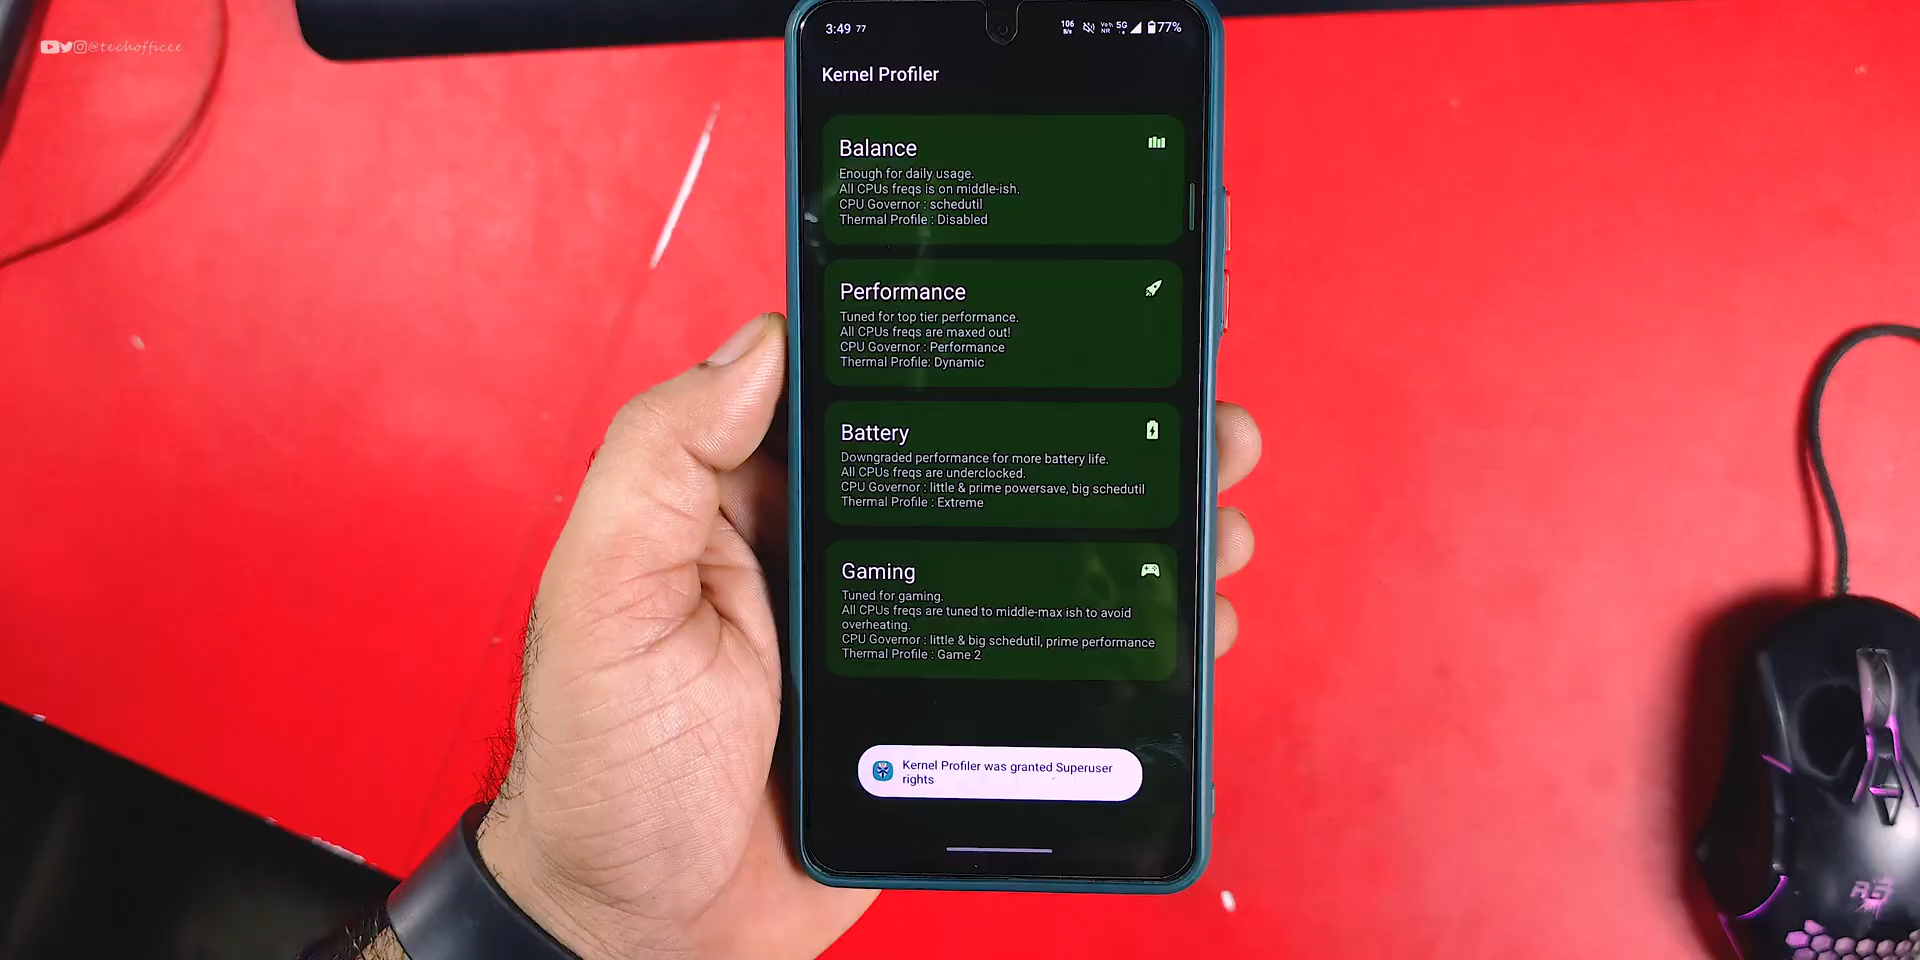 @techofficee
3:49 77
106 B/s VoNR 5G 77%
Kernel Profiler
Balance
Enough for daily usage.
All CPUs freqs is on middle-ish.
CPU Governor : schedutil
Thermal Profile : Disabled
Performance
Tuned for top tier performance.
All CPUs freqs are maxed out!
CPU Governor : Performance
Thermal Profile: Dynamic
Battery
Downgraded performance for more battery life.
All CPUs freqs are underclocked.
CPU Governor : little & prime powersave, big schedutil
Thermal Profile : Extreme
Gaming
Tuned for gaming.
All CPUs freqs are tuned to middle-max ish to avoid
overheating.
CPU Governor : little & big schedutil, prime performance
Thermal Profile : Game 2
Kernel Profiler was granted Superuser
rights